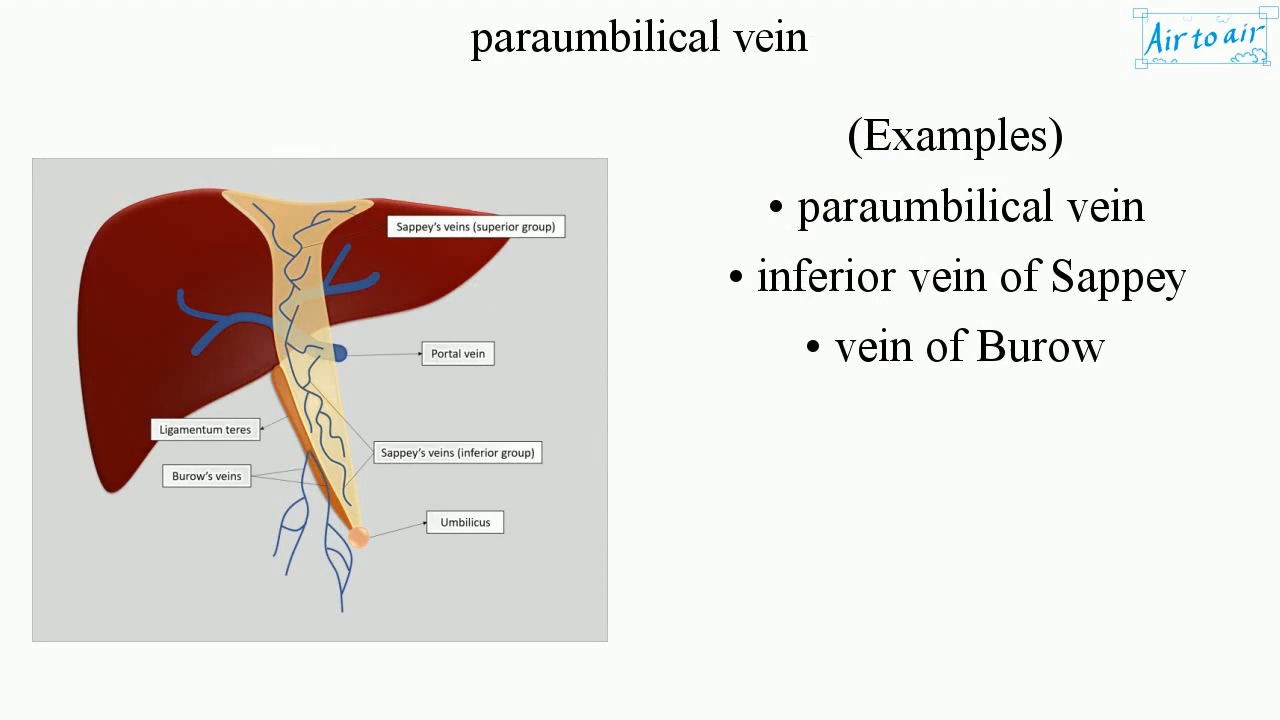 paraumbilical vein
Air to air
(Examples)
• paraumbilical vein
• inferior vein of Sappey
• vein of Burow
Sappey's veins (superior group)
Portal vein
Ligamentum teres
Sappey's veins (inferior group)
Burow's veins
Umbilicus